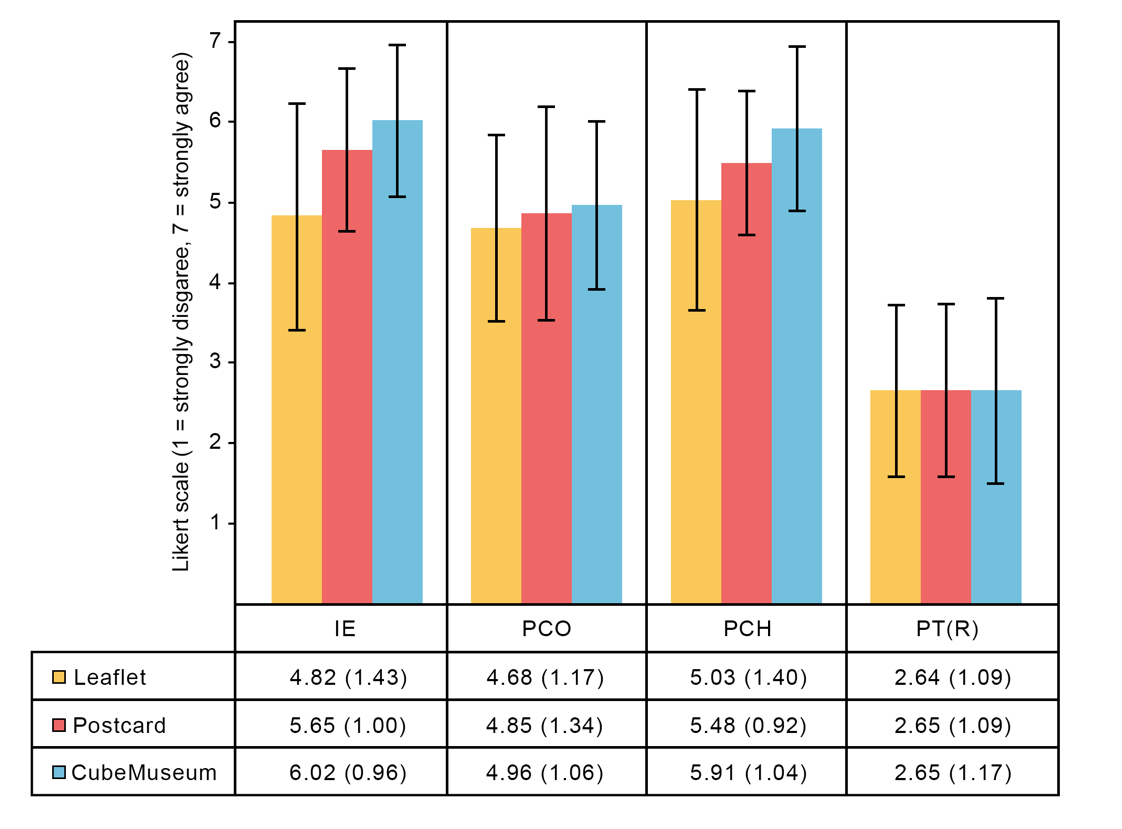 Likert scale (1 = strongly disgaree, 7 = strongly agree)
7
6
5
4
3
2
1
IE PCO PCH PT(R)
Leaflet 4.82 (1.43) 4.68 (1.17) 5.03 (1.40) 2.64 (1.09)
Postcard 5.65 (1.00) 4.85 (1.34) 5.48 (0.92) 2.65 (1.09)
CubeMuseum 6.02 (0.96) 4.96 (1.06) 5.91 (1.04) 2.65 (1.17)